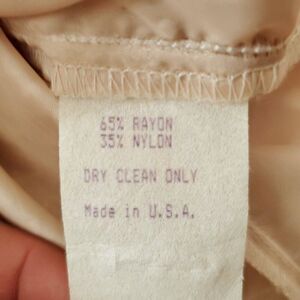 65% RAYON
35% NYLON
DRY CLEAN ONLY
Made in U.S.A.